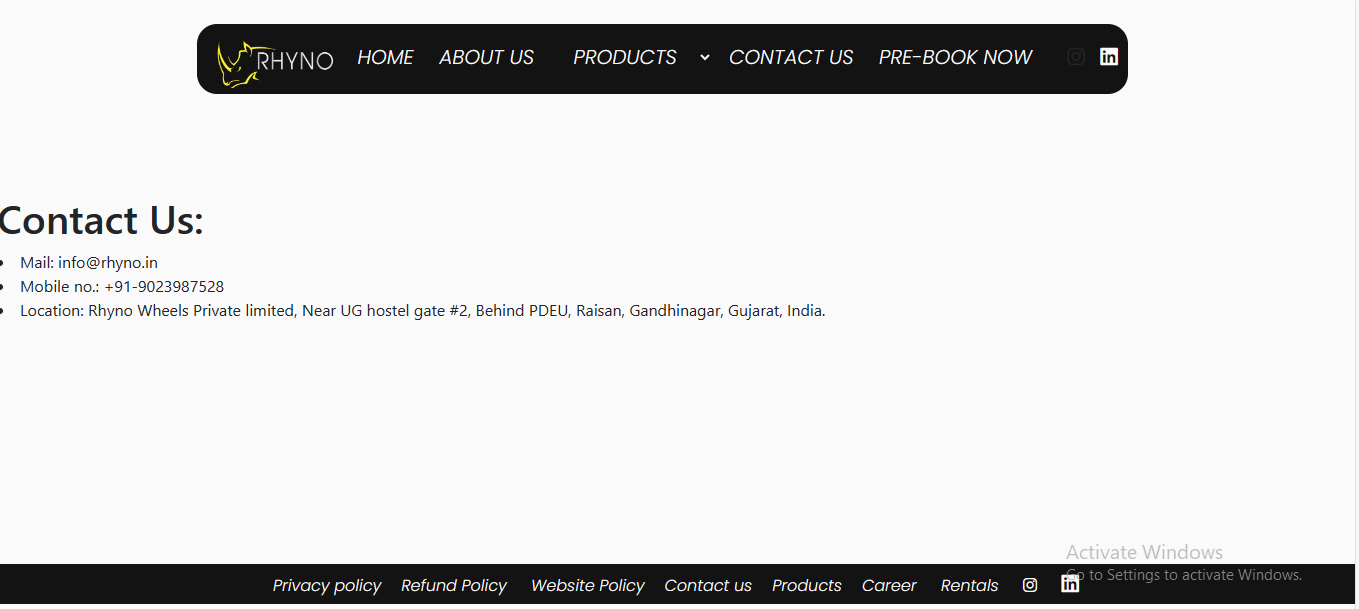 RHYNO HOME ABOUT US PRODUCTS CONTACT US PRE-BOOK NOW in
Contact Us:
• Mail: info@rhyno.in
• Mobile no.: +91-9023987528
• Location: Rhyno Wheels Private limited, Near UG hostel gate #2, Behind PDEU, Raisan, Gandhinagar, Gujarat, India.
Activate Windows
Go to Settings to activate Windows.
Privacy policy Refund Policy Website Policy Contact us Products Career Rentals in